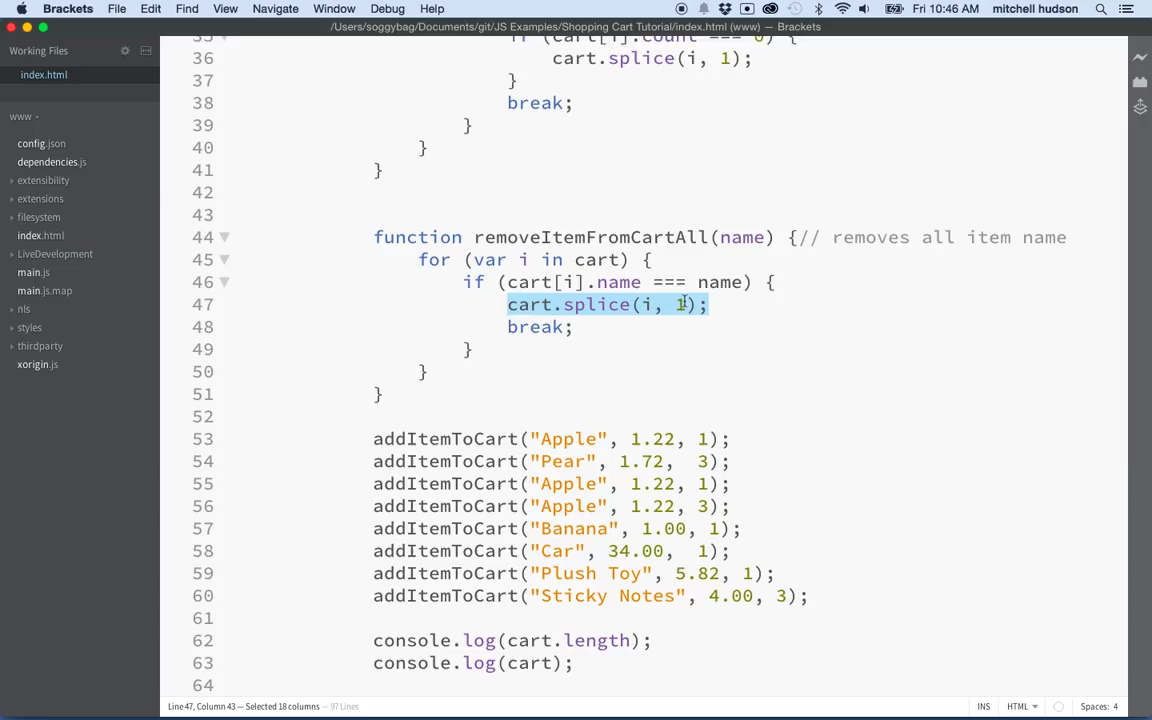 Brackets File Edit View Navigate Window Debug Help Fri 10:46 AM mitchell hudson
/Users/soggybag/Documents/git/JS Examples/Shopping Cart Tutorial/index.html (www) — Brackets
Working Files
index.html
www
config.json
dependencies.js
extensibility
extensions
filesystem
index.html
LiveDevelopment
main.js
main.js.map
nls
styles
thirdparty
xorigin.js
35 if (cart[i].count === 0) {
36 cart.splice(i, 1);
37 }
38 break;
39 }
40 }
41 }
42
43
44 function removeItemFromCartAll(name) {// removes all item name
45 for (var i in cart) {
46 if (cart[i].name === name) {
47 cart.splice(i, 1);
48 break;
49 }
50 }
51 }
52
53 addItemToCart("Apple", 1.22, 1);
54 addItemToCart("Pear", 1.72, 3);
55 addItemToCart("Apple", 1.22, 1);
56 addItemToCart("Apple", 1.22, 3);
57 addItemToCart("Banana", 1.00, 1);
58 addItemToCart("Car", 34.00, 1);
59 addItemToCart("Plush Toy", 5.82, 1);
60 addItemToCart("Sticky Notes", 4.00, 3);
61
62 console.log(cart.length);
63 console.log(cart);
64
Line 47, Column 43 — Selected 18 columns — 97 Lines INS HTML Spaces: 4